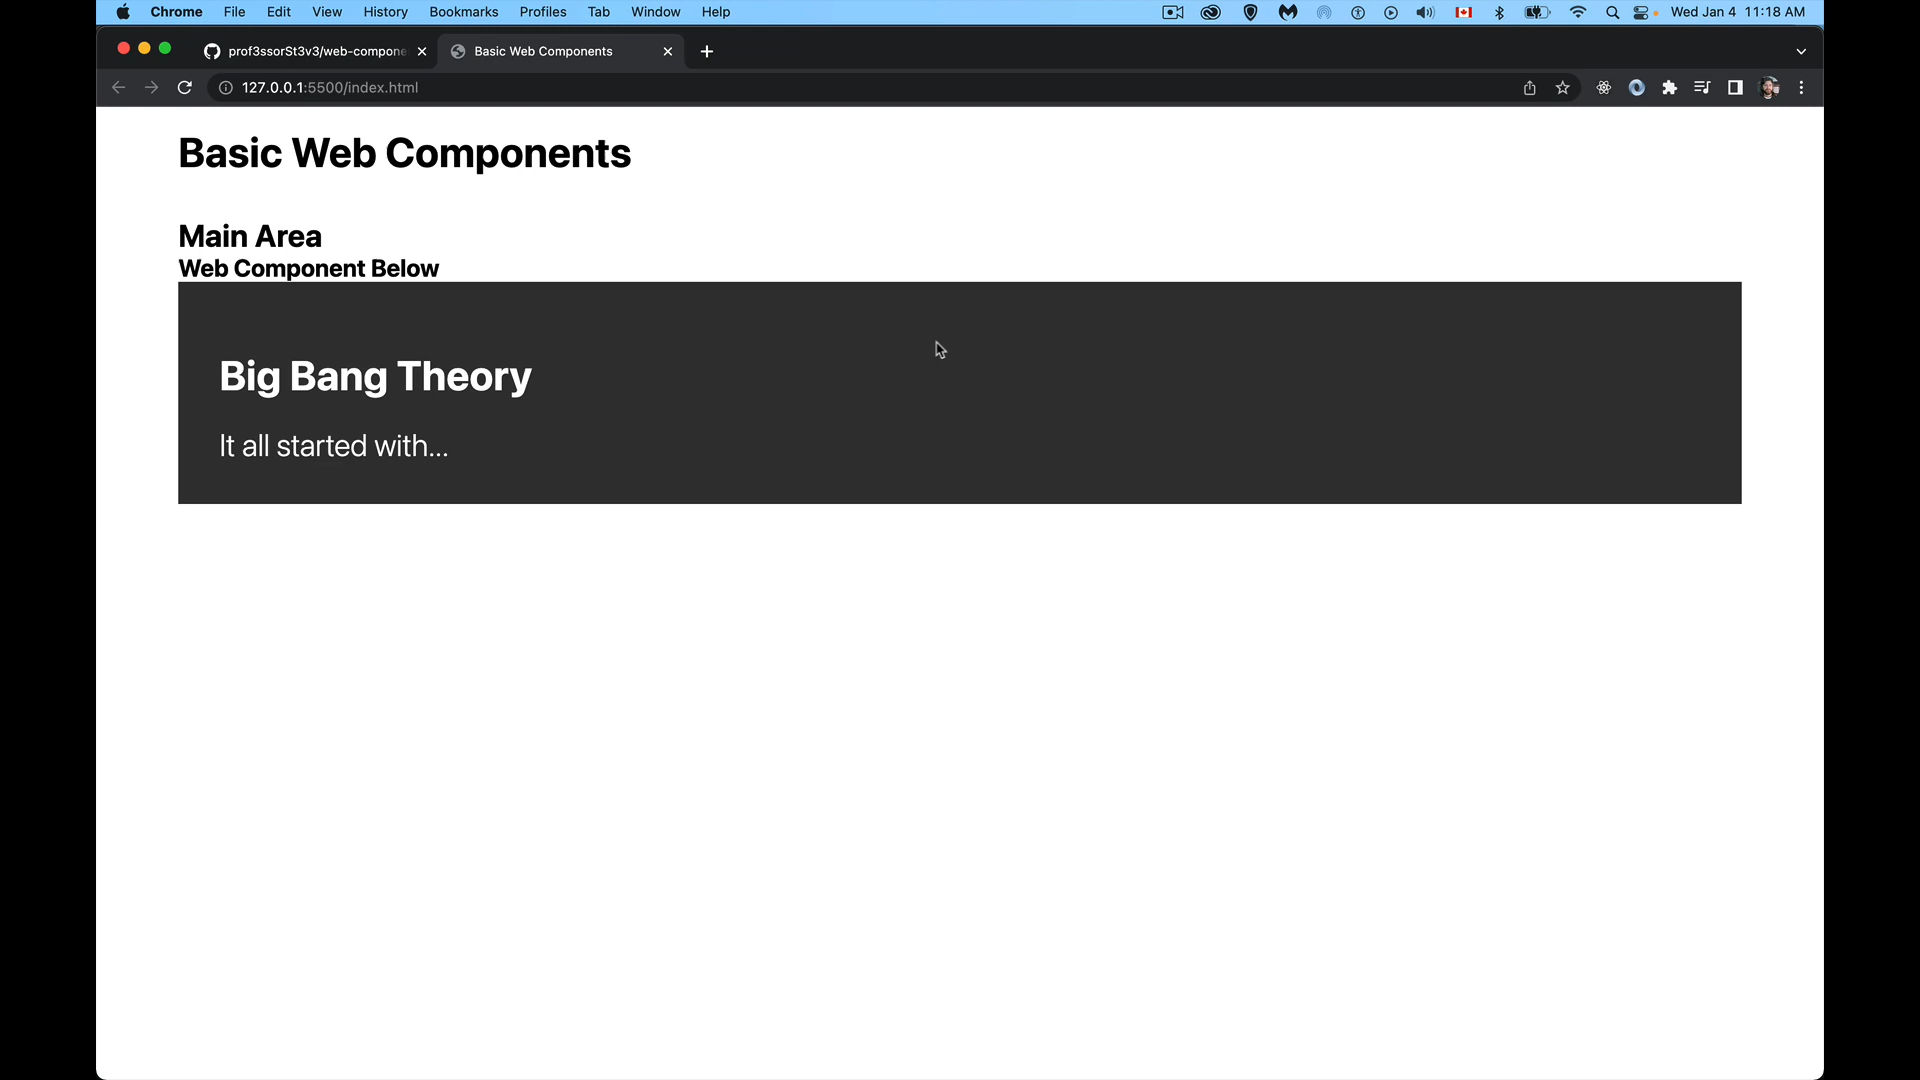 Chrome File Edit View History Bookmarks Profiles Tab Window Help Wed Jan 4 11:18 AM
prof3ssorSt3v3/web-compone Basic Web Components
127.0.0.1:5500/index.html
Basic Web Components
Main Area
Web Component Below
Big Bang Theory
It all started with...